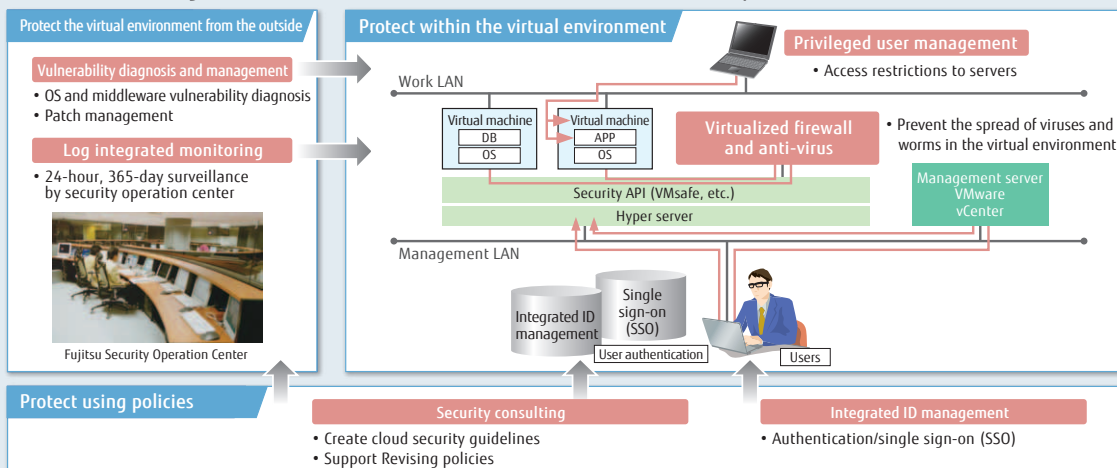 Protect the virtual environment from the outside
Vulnerability diagnosis and management
• OS and middleware vulnerability diagnosis
• Patch management
Log integrated monitoring
• 24-hour, 365-day surveillance
by security operation center
Fujitsu Security Operation Center
Protect within the virtual environment
Privileged user management
• Access restrictions to servers
Work LAN
Virtual machine
DB
OS
Virtual machine
APP
OS
Virtualized firewall
and anti-virus
• Prevent the spread of viruses and
worms in the virtual environment
Security API (VMsafe, etc.)
Hyper server
Management server
VMware
vCenter
Management LAN
Integrated ID
management
Single
sign-on
(SSO)
User authentication
Users
Protect using policies
Security consulting
• Create cloud security guidelines
• Support Revising policies
Integrated ID management
• Authentication/single sign-on (SSO)